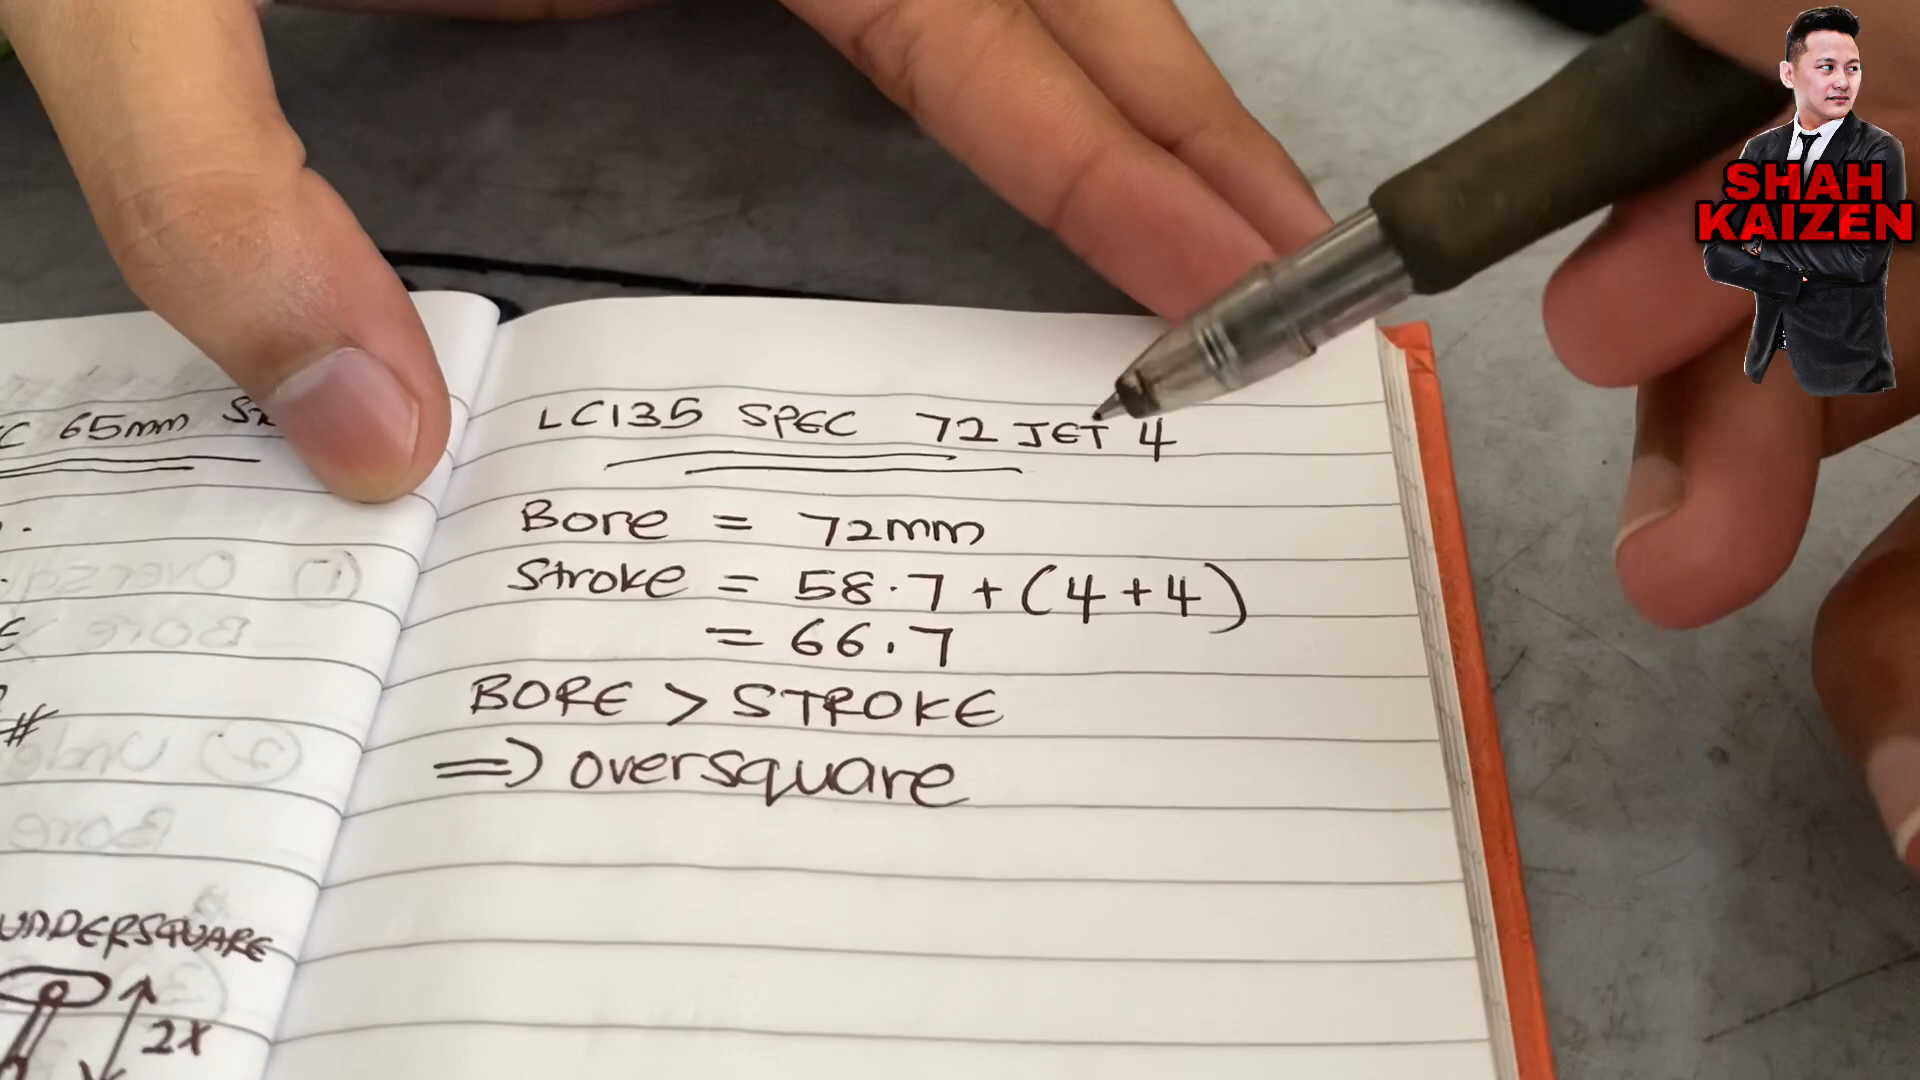 65mm
UNDERSQUARE
2x
LC135 SPEC 72 JET 4
Bore = 72mm
Stroke = 58.7 + (4+4)
= 66.7
BORE > STROKE
=> oversquare
SHAH
KAIZEN